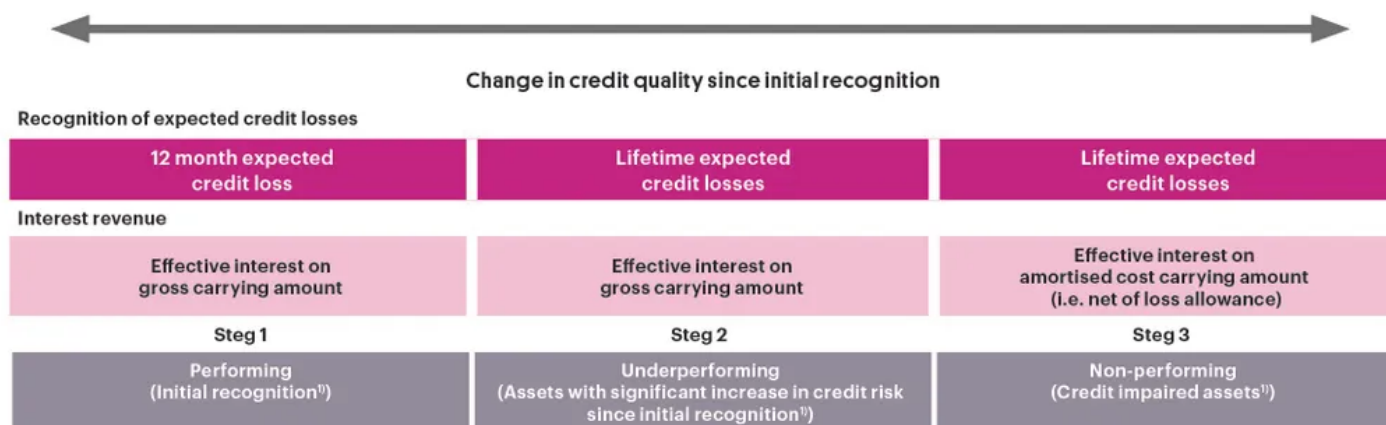 Change in credit quality since initial recognition
Recognition of expected credit losses
12 month expected
credit loss
Lifetime expected
credit losses
Lifetime expected
credit losses
Interest revenue
Effective interest on
gross carrying amount
Effective interest on
gross carrying amount
Effective interest on
amortised cost carrying amount
(i.e. net of loss allowance)
Steg 1
Steg 2
Steg 3
Performing
(Initial recognition¹⁾)
Underperforming
(Assets with significant increase in credit risk
since initial recognition¹⁾)
Non-performing
(Credit impaired assets¹⁾)